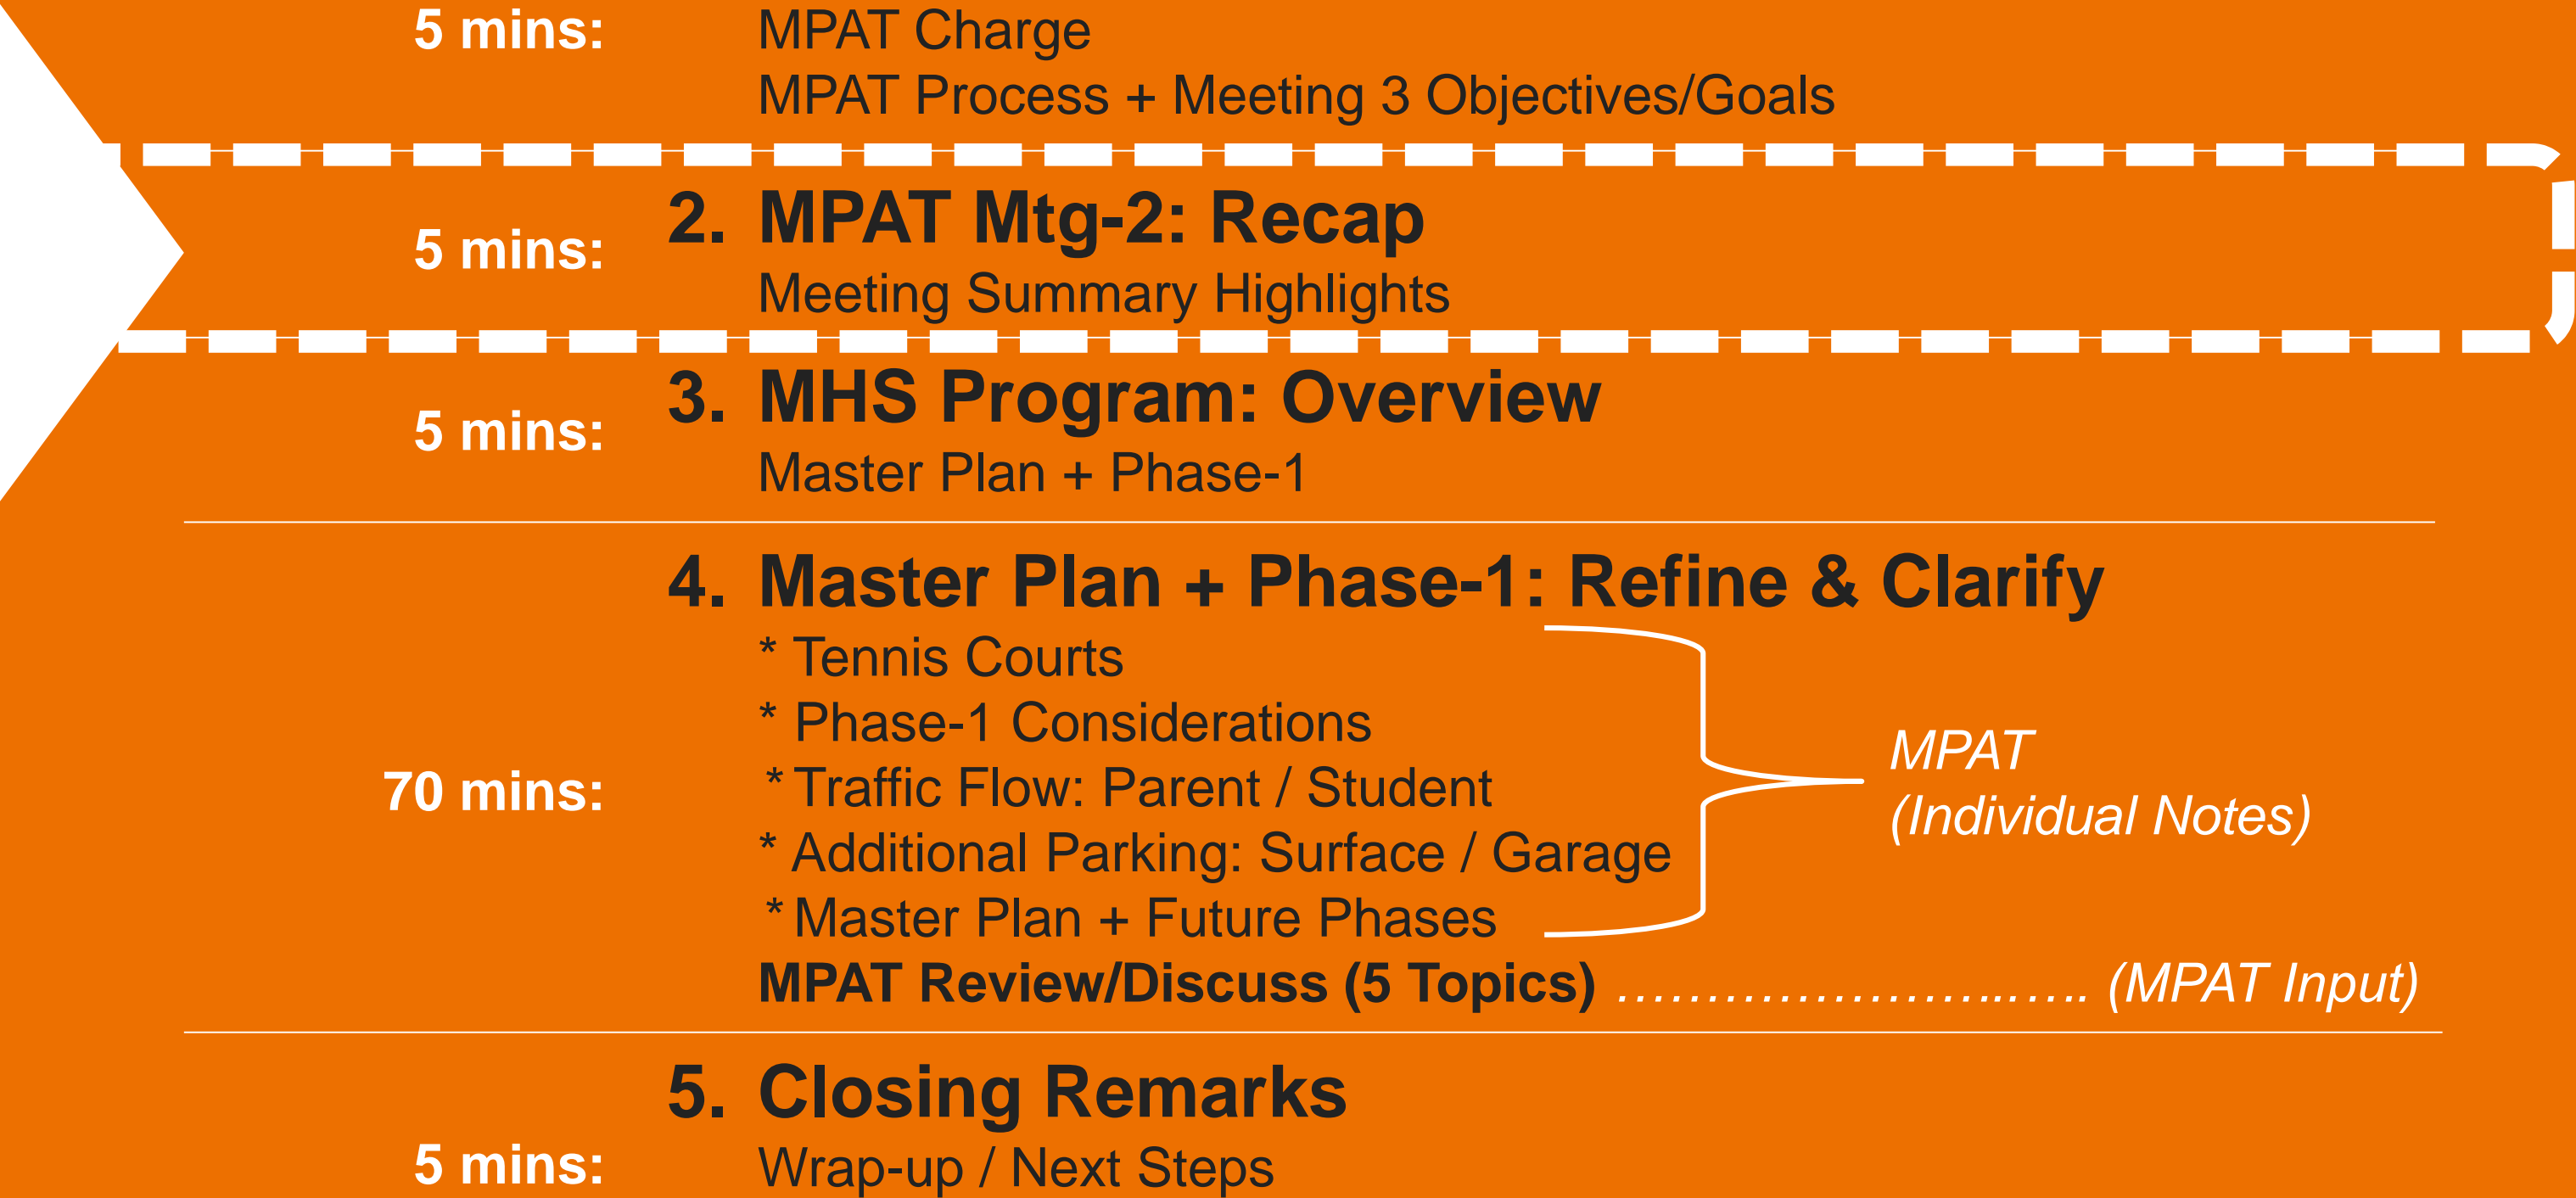 5 mins: MPAT Charge
MPAT Process + Meeting 3 Objectives/Goals
2. MPAT Mtg-2: Recap
5 mins: Meeting Summary Highlights
3. MHS Program: Overview
5 mins: Master Plan + Phase-1
4. Master Plan + Phase-1: Refine & Clarify
* Tennis Courts
* Phase-1 Considerations
* Traffic Flow: Parent / Student
70 mins:
* Additional Parking: Surface / Garage
* Master Plan + Future Phases
MPAT
(Individual Notes)
MPAT Review/Discuss (5 Topics) ........................... (MPAT Input)
5. Closing Remarks
5 mins: Wrap-up / Next Steps